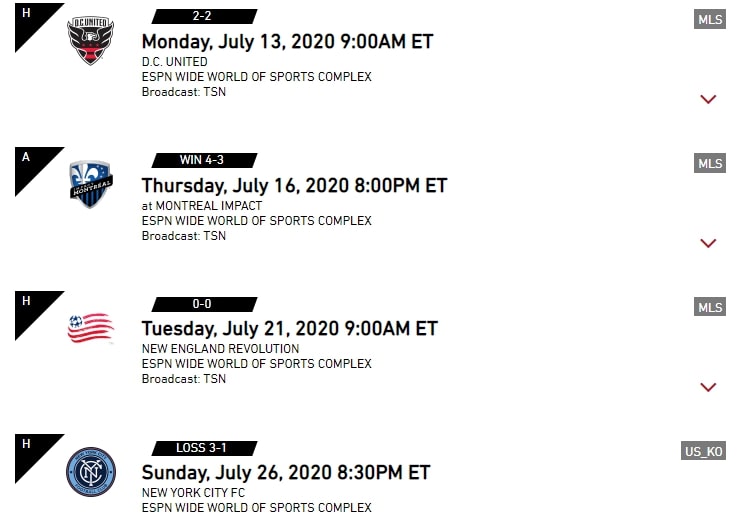 H
D.C. UNITED
2-2
MLS
Monday, July 13, 2020 9:00AM ET
D.C. UNITED
ESPN WIDE WORLD OF SPORTS COMPLEX
Broadcast: TSN
A
MONTREAL
WIN 4-3
MLS
Thursday, July 16, 2020 8:00PM ET
at MONTREAL IMPACT
ESPN WIDE WORLD OF SPORTS COMPLEX
Broadcast: TSN
H
0-0
MLS
Tuesday, July 21, 2020 9:00AM ET
NEW ENGLAND REVOLUTION
ESPN WIDE WORLD OF SPORTS COMPLEX
Broadcast: TSN
H
LOSS 3-1
US_KO
Sunday, July 26, 2020 8:30PM ET
NEW YORK CITY FC
ESPN WIDE WORLD OF SPORTS COMPLEX